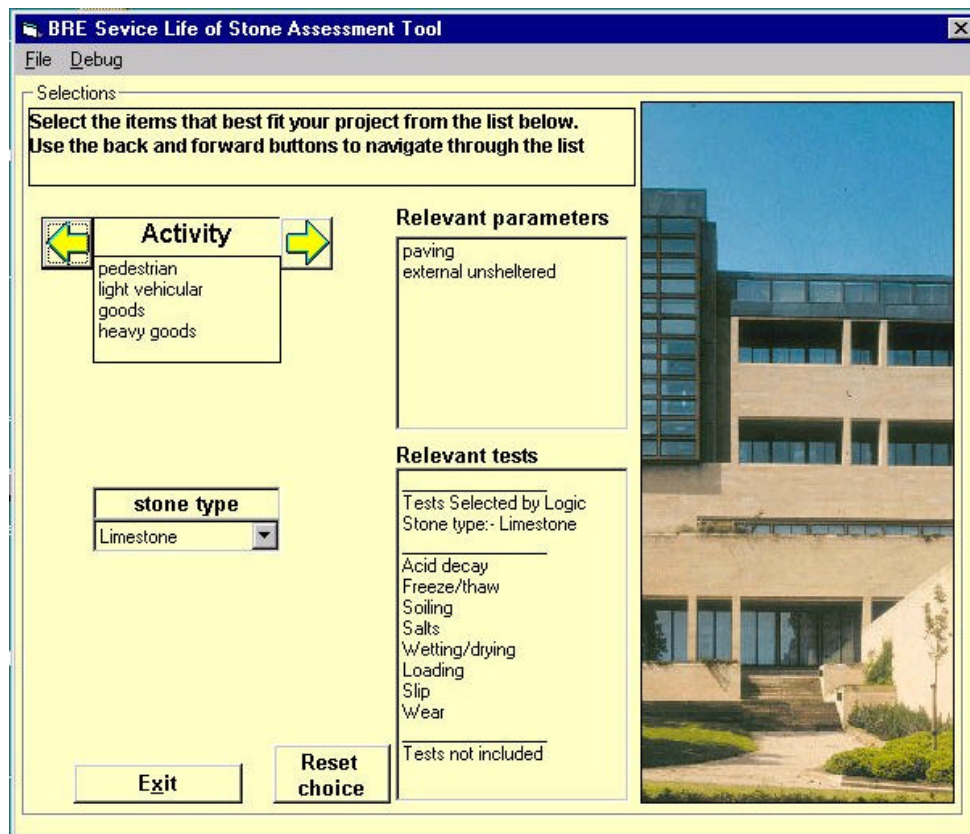 BRE Sevice Life of Stone Assessment Tool
File Debug
Selections
Select the items that best fit your project from the list below.
Use the back and forward buttons to navigate through the list
Activity
pedestrian
light vehicular
goods
heavy goods
stone type
Limestone
Exit
Reset
choice
Relevant parameters
paving
external unsheltered
Relevant tests
Tests Selected by Logic
Stone type:- Limestone
Acid decay
Freeze/thaw
Soiling
Salts
Wetting/drying
Loading
Slip
Wear
Tests not included